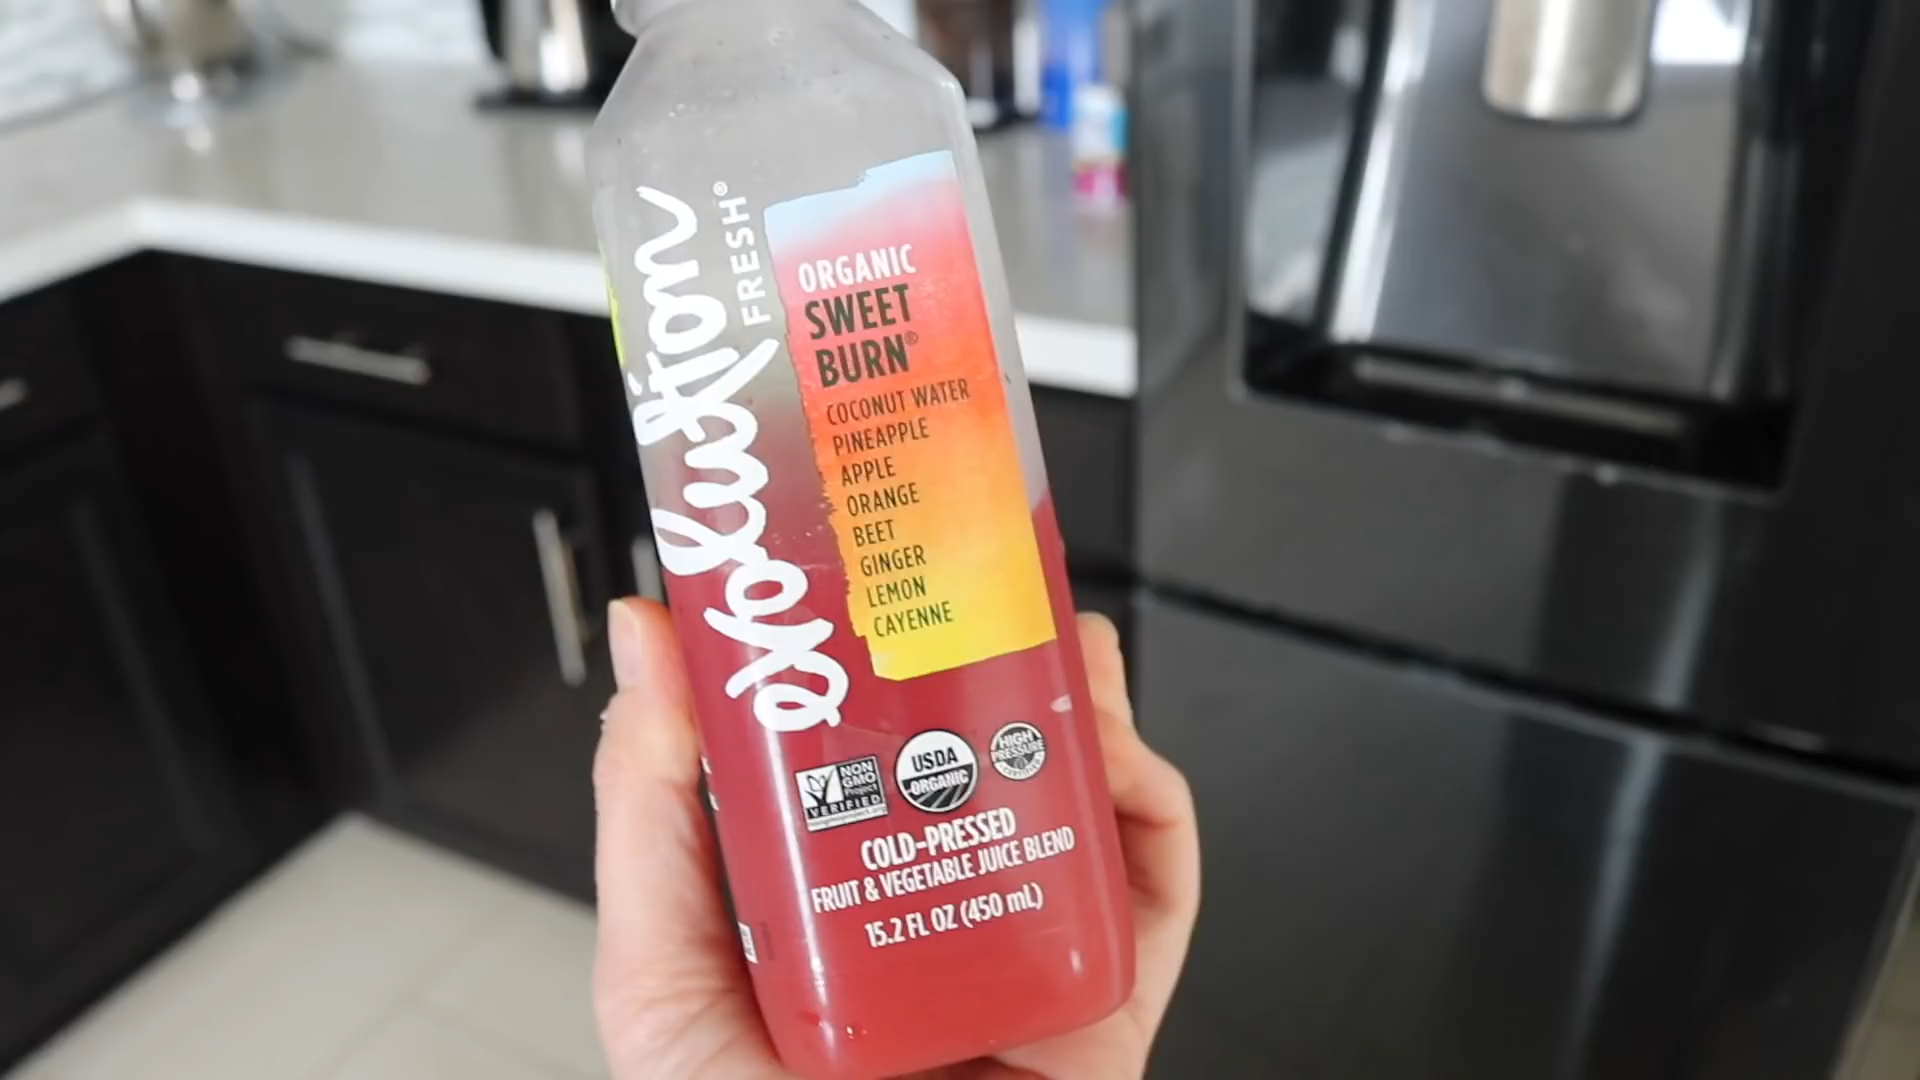 evolution
FRESH®
ORGANIC
SWEET
BURN®
COCONUT WATER
PINEAPPLE
APPLE
ORANGE
BEET
GINGER
LEMON
CAYENNE
NON
GMO
Project
VERIFIED
USDA
ORGANIC
HIGH
PRESSURE
CERTIFIED
COLD-PRESSED
FRUIT & VEGETABLE JUICE BLEND
15.2 FL OZ (450 mL)